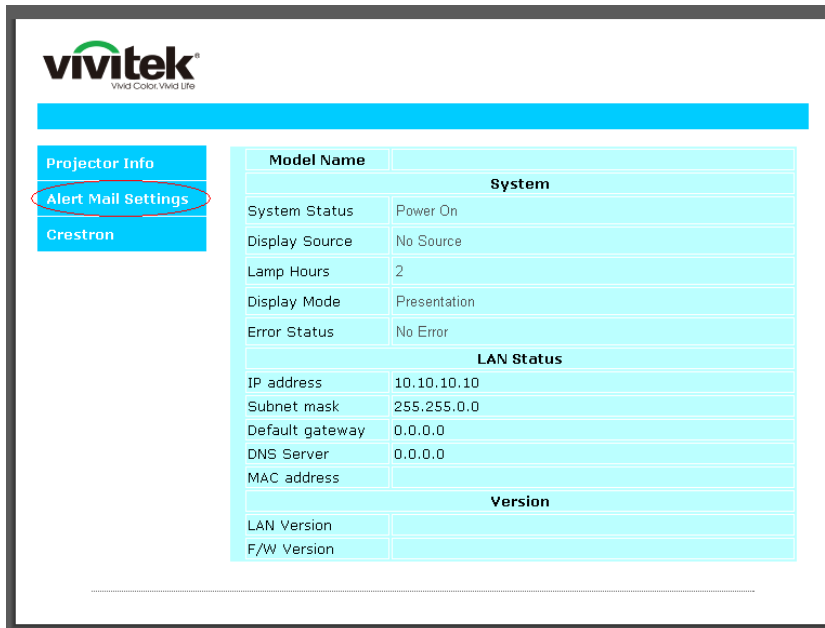 vivitek®
Vivid Color, Vivid Life
Projector Info
Alert Mail Settings
Crestron
Model Name
System
System Status Power On
Display Source No Source
Lamp Hours 2
Display Mode Presentation
Error Status No Error
LAN Status
IP address 10.10.10.10
Subnet mask 255.255.0.0
Default gateway 0.0.0.0
DNS Server 0.0.0.0
MAC address
Version
LAN Version
F/W Version